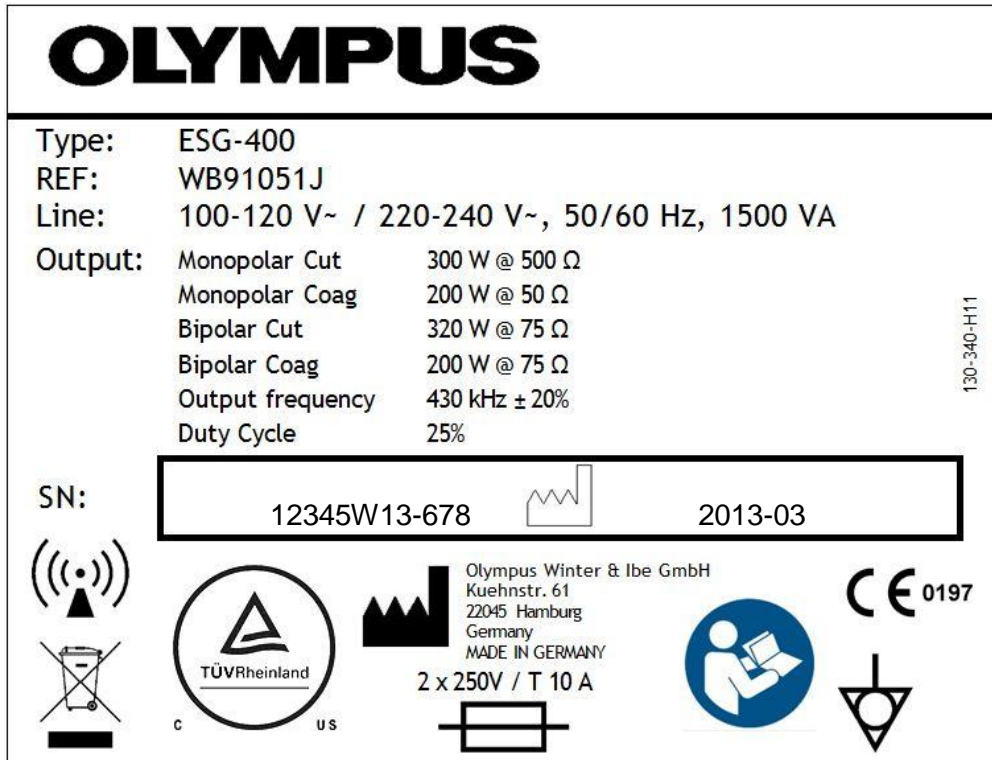 OLYMPUS
Type: ESG-400
REF: WB91051J
Line: 100-120 V~ / 220-240 V~, 50/60 Hz, 1500 VA
Output: Monopolar Cut 300 W @ 500 Ω
Monopolar Coag 200 W @ 50 Ω
Bipolar Cut 320 W @ 75 Ω
Bipolar Coag 200 W @ 75 Ω
Output frequency 430 kHz ± 20%
Duty Cycle 25%
130-340-H11
SN: 12345W13-678 2013-03
TÜVRheinland
C US
Olympus Winter & Ibe GmbH
Kuehnstr. 61
22045 Hamburg
Germany
MADE IN GERMANY
2 x 250V / T 10 A
CE 0197